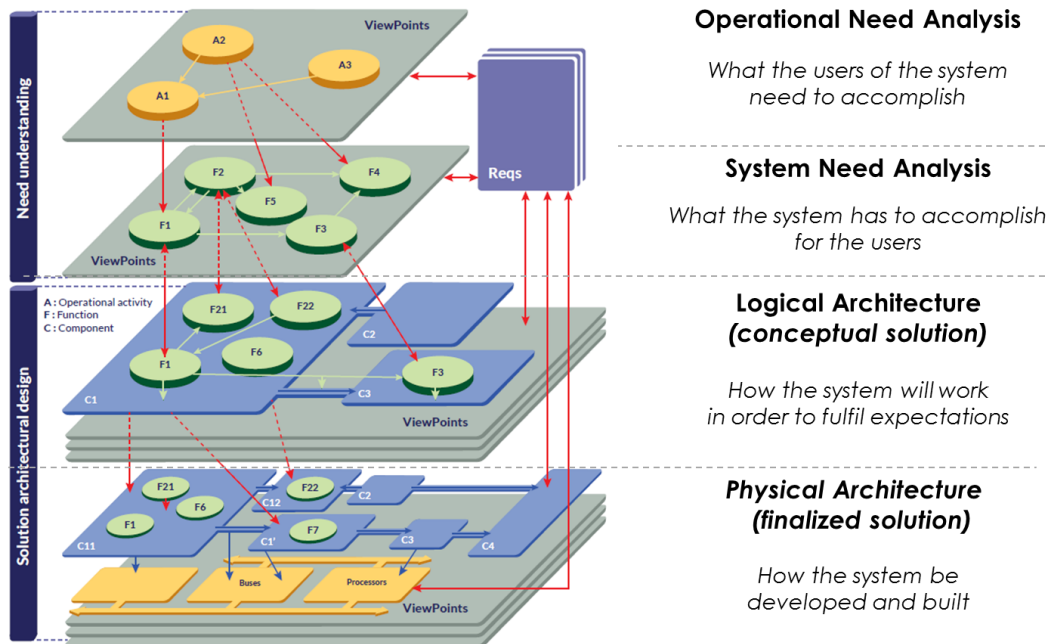 Need understanding
ViewPoints
A2
A3
A1
Operational Need Analysis
What the users of the system
need to accomplish
Reqs
F2
F4
F5
F1
F3
ViewPoints
System Need Analysis
What the system has to accomplish
for the users
Solution architectural design
A : Operational activity
F : Function
C : Component
F21
F22
C2
F1
F6
F3
C1
C3
ViewPoints
Logical Architecture
(conceptual solution)
How the system will work
in order to fulfil expectations
F21
F6
F1
C11
F22
C12
C2
F7
C1'
C3
C4
Buses
Processors
ViewPoints
Physical Architecture
(finalized solution)
How the system be
developed and built